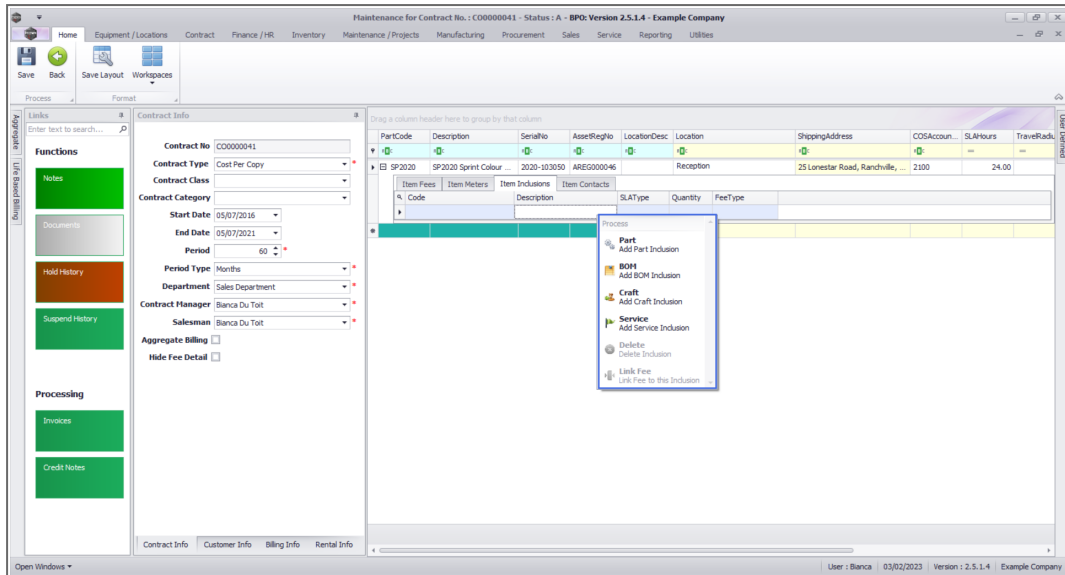 Maintenance for Contract No. : CO0000041 - Status : A - BPO: Version 2.5.1.4 - Example Company
Home Equipment / Locations Contract Finance / HR Inventory Maintenance / Projects Manufacturing Procurement Sales Service Reporting Utilities
Save Back Save Layout Workspaces
Process Format
Aggregate
Life Based Billing
Links
Enter text to search...
Functions
Notes
Documents
Hold History
Suspend History
Processing
Invoices
Credit Notes
Contract Info
Contract No CO0000041
Contract Type Cost Per Copy *
Contract Class
Contract Category
Start Date 05/07/2016
End Date 05/07/2021
Period 60 *
Period Type Months *
Department Sales Department *
Contract Manager Bianca Du Toit *
Salesman Bianca Du Toit *
Aggregate Billing
Hide Fee Detail
Contract Info Customer Info Billing Info Rental Info
Drag a column header here to group by that column
PartCode Description SerialNo AssetRegNo LocationDesc Location ShippingAddress COSAccoun... SLAHours TravelRadiu
SP2020 SP2020 Sprint Colour ... 2020-103050 AREG000046 Reception 25 Lonestar Road, Ranchville, ... 2100 24.00
Item Fees Item Meters Item Inclusions Item Contacts
Code Description SLAType Quantity FeeType
Process
Part
Add Part Inclusion
BOM
Add BOM Inclusion
Craft
Add Craft Inclusion
Service
Add Service Inclusion
Delete
Delete Inclusion
Link Fee
Link Fee to this Inclusion
User Defined
Open Windows
User : Bianca 03/02/2023 Version : 2.5.1.4 Example Company